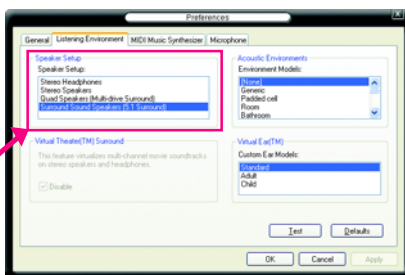 Preferences
General Listening Environment MIDI Music Synthesizer Microphone
Speaker Setup
Speaker Setup:
Stereo Headphones
Stereo Speakers
Quad Speakers (Multi-drive Surround)
Surround Sound Speakers (5.1 Surround)
Acoustic Environments
Environment Models:
(None)
Generic
Padded cell
Room
Bathroom
Virtual Theater(TM) Surround
This feature virtualizes multi-channel movie soundtracks
on stereo speakers and headphones.
Disable
Virtual Ear(TM)
Custom Ear Models:
Standard
Adult
Child
Test Defaults
OK Cancel Apply